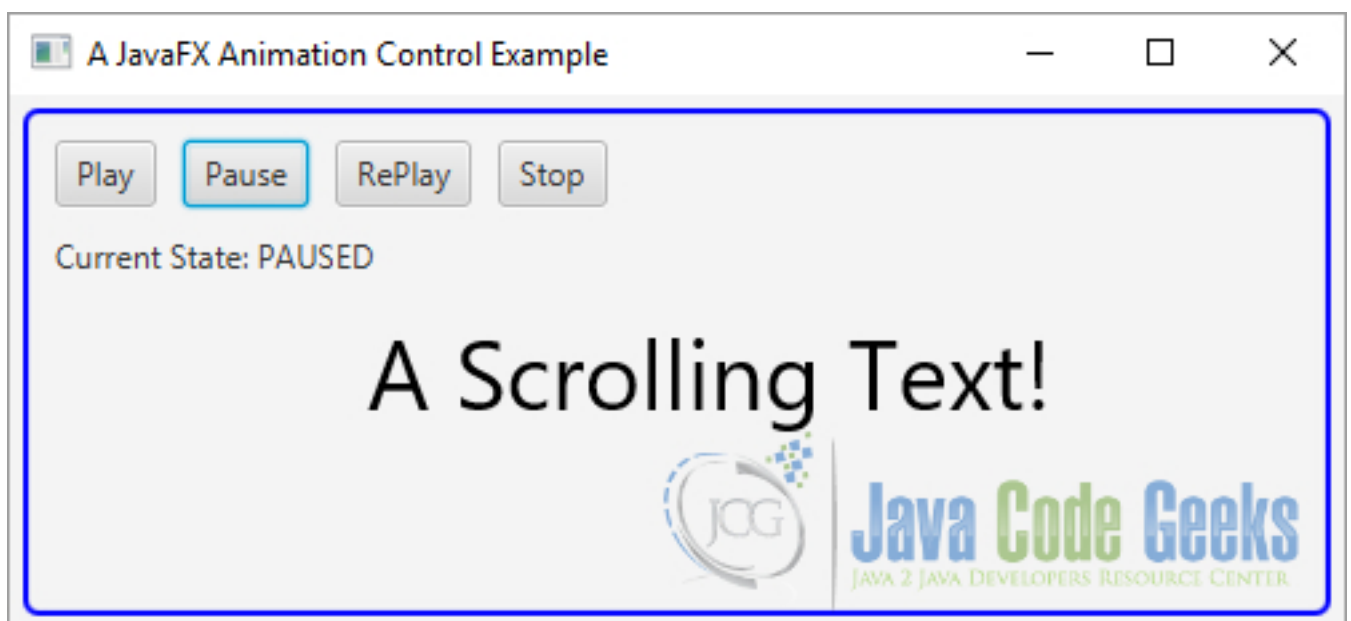 A JavaFX Animation Control Example
Play Pause RePlay Stop
Current State: PAUSED
A Scrolling Text!
JCG
Java Code Geeks
JAVA 2 JAVA DEVELOPERS RESOURCE CENTER